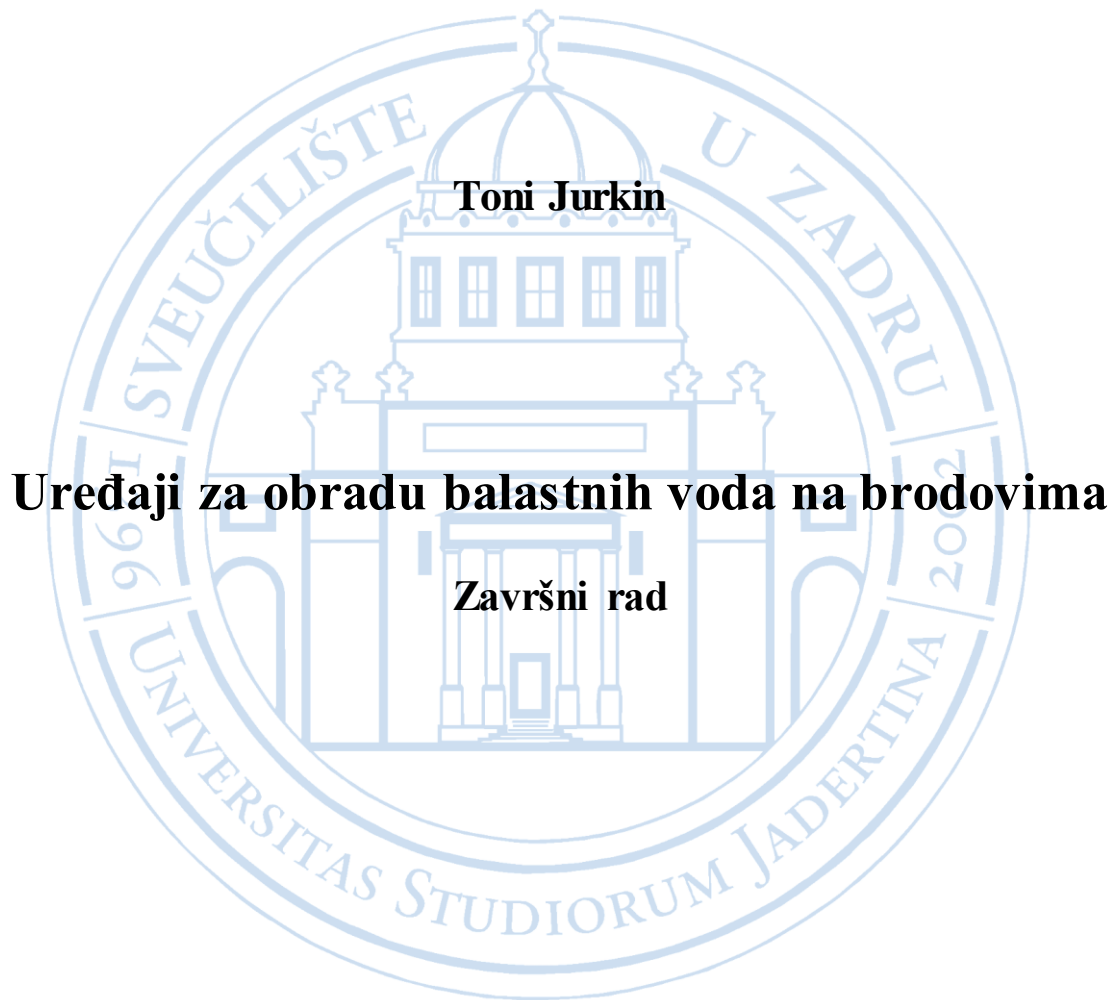 Toni Jurkin
Uređaji za obradu balastnih voda na brodovima
Završni rad
SVEUČILIŠTE U ZADRU
1396 2002
UNIVERSITAS STUDIORUM JADERTINA